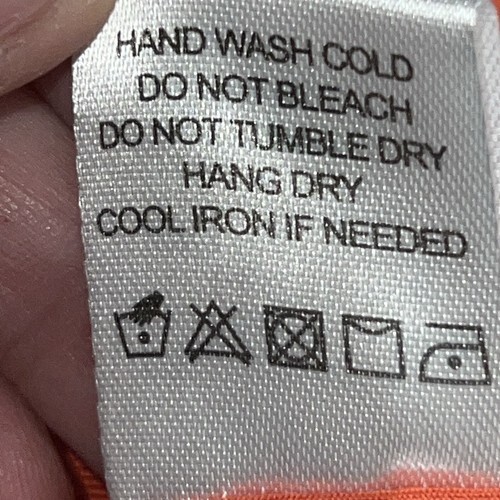 HAND WASH COLD
DO NOT BLEACH
DO NOT TUMBLE DRY
HANG DRY
COOL IRON IF NEEDED